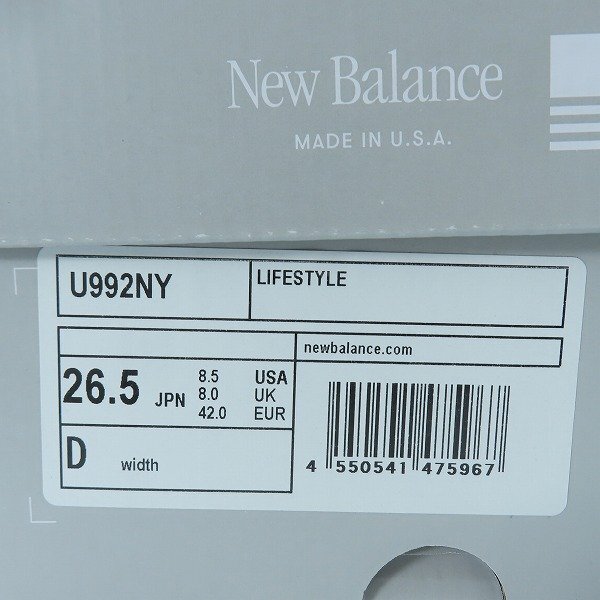 New Balance
MADE IN U.S.A.
U992NY
LIFESTYLE
newbalance.com
26.5 JPN
8.5 USA
8.0 UK
42.0 EUR
D width
4 550541 475967